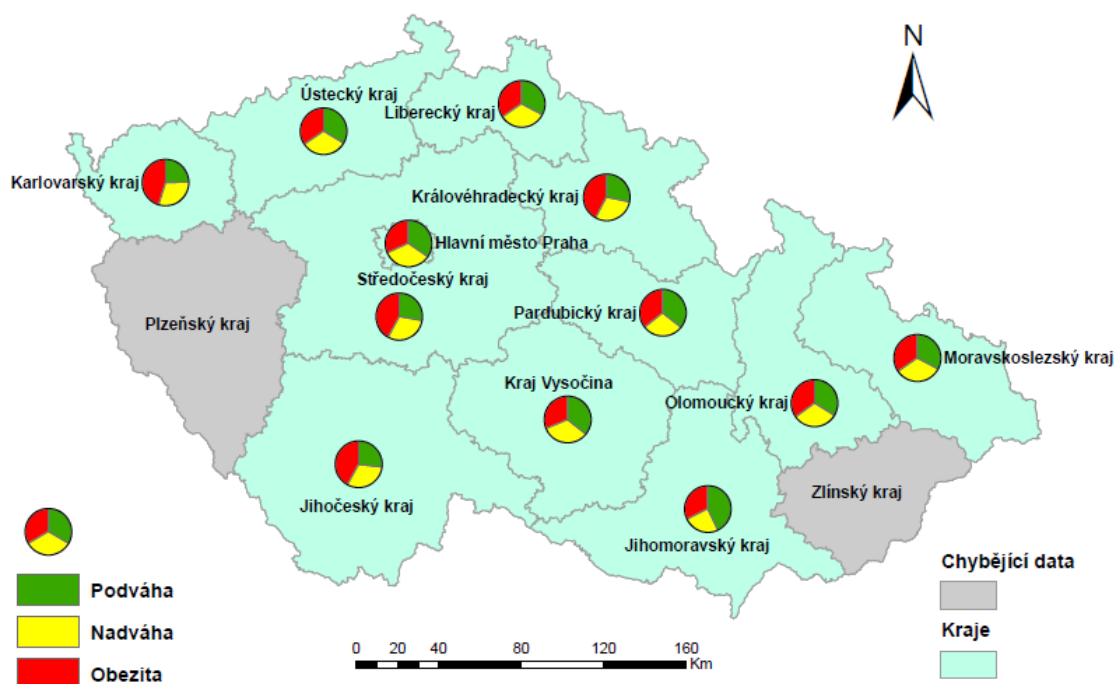 N
Ústecký kraj
Liberecký kraj
Karlovarský kraj
Královéhradecký kraj
Hlavní město Praha
Středočeský kraj
Plzeňský kraj
Pardubický kraj
Moravskoslezský kraj
Kraj Vysočina
Olomoucký kraj
Jihočeský kraj
Zlínský kraj
Jihomoravský kraj
Podváha
Nadváha
Obezita
0 20 40 80 120 160
Km
Chybějící data
Kraje